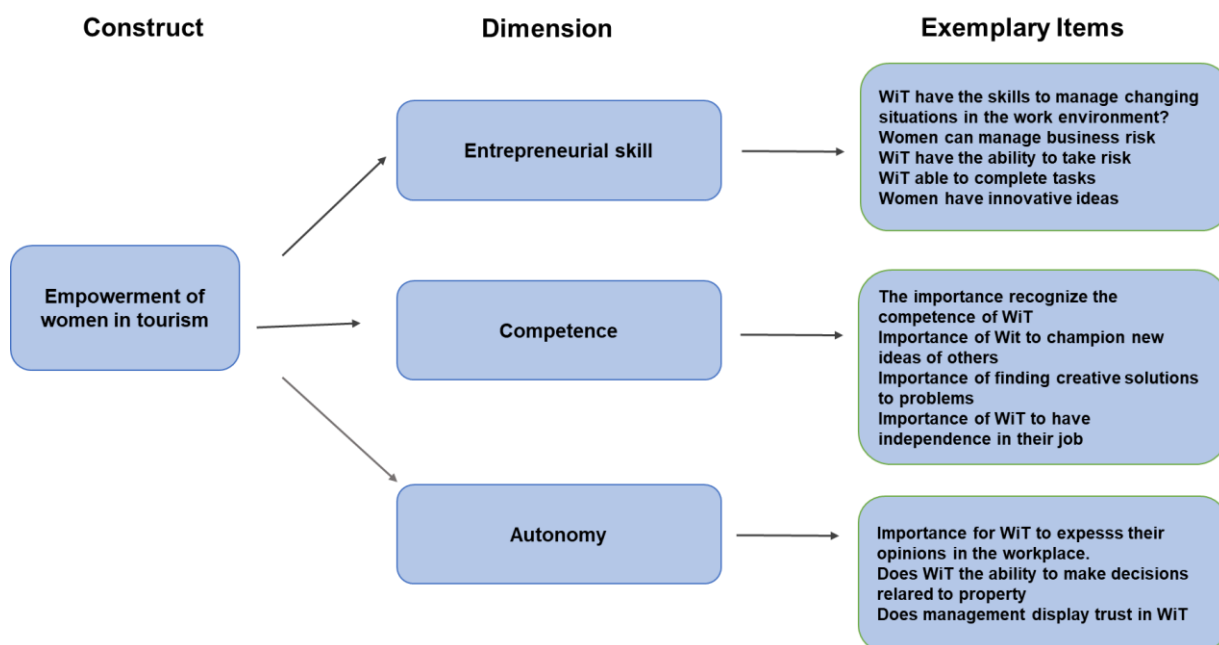 Construct
Dimension
Exemplary Items
Empowerment of
women in tourism
Entrepreneurial skill
WiT have the skills to manage changing
situations in the work environment?
Women can manage business risk
WiT have the ability to take risk
WiT able to complete tasks
Women have innovative ideas
Competence
The importance recognize the
competence of WiT
Importance of Wit to champion new
ideas of others
Importance of finding creative solutions
to problems
Importance of WiT to have
independence in their job
Autonomy
Importance for WiT to expesss their
opinions in the workplace.
Does WiT the ability to make decisions
relared to property
Does management display trust in WiT